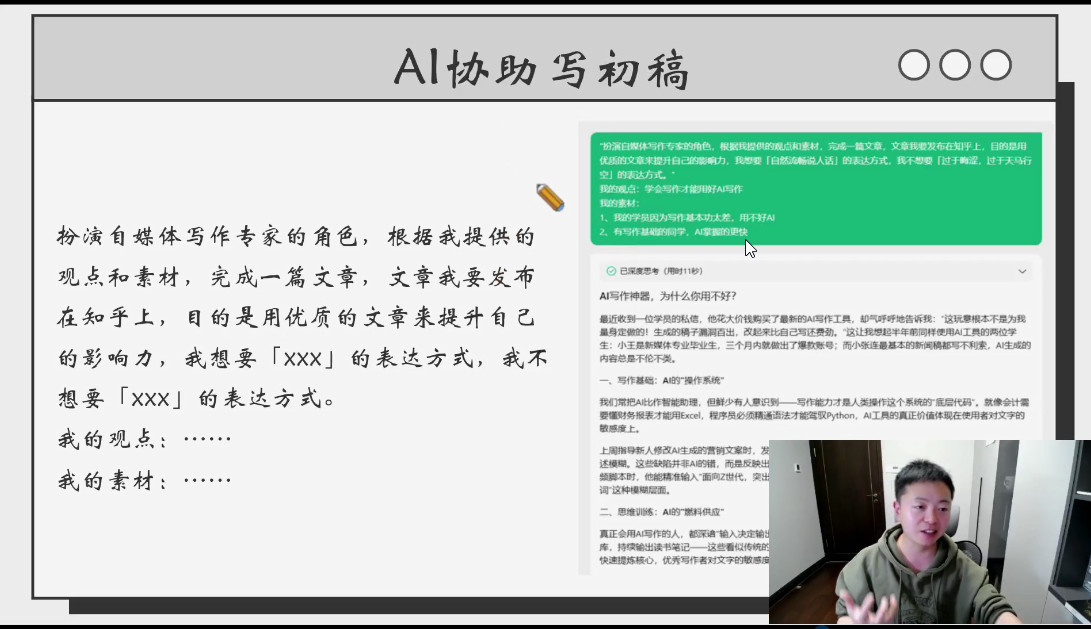 AI协助写初稿
扮演自媒体写作专家的角色，根据我提供的
观点和素材，完成一篇文章，文章我要发布
在知乎上，目的是用优质的文章来提升自己
的影响力，我想要「xxx」的表达方式，我不
想要「xxx」的表达方式。
我的观点：……
我的素材：……
"扮演自媒体写作专家的角色，根据我提供的观点和素材，完成一篇文章，文章我要发布在知乎上，目的是用
优质的文章来提升自己的影响力，我想要「自然流畅说人话」的表达方式，我不想要「过于晦涩，过于天马行
空」的表达方式。"
我的观点：学会写作才能用好AI写作
我的素材：
1、我的学员因为写作基本功太差，用不好AI
2、有写作基础的同学，AI掌握的更快
已深度思考（用时11秒）
AI写作神器，为什么你用不好？
最近收到一位学员的私信，他花大价钱购买了最新的AI写作工具，却气呼呼地告诉我："这玩意根本不是为我
量身定做的！生成的稿子漏洞百出，改起来比自己写还费劲。"这让我想起半年前同样使用AI工具的两位学
生：小王是新媒体专业毕业生，三个月内就做出了爆款账号；而小张连最基本的新闻稿都写不利索，AI生成的
内容总是不伦不类。
一、写作基础：AI的"操作系统"
我们常把AI比作智能助理，但鲜少有人意识到——写作能力才是人类操作这个系统的"底层代码"。就像会计需
要懂财务报表才能用Excel，程序员必须精通语法才能驾驭Python，AI工具的真正价值体现在使用者对文字的
敏感度上。
上周指导新人修改AI生成的营销文案时，发
述模糊。这些缺陷并非AI的错，而是反映出
频脚本时，他能精准输入"面向Z世代，突出
词"这种模糊层面。
二、思维训练：AI的"燃料供应"
真正会用AI写作的人，都深谙"输入决定输出
库，持续输出读书笔记——这些看似传统的
快速提炼核心，优秀写作者对文字的敏感度